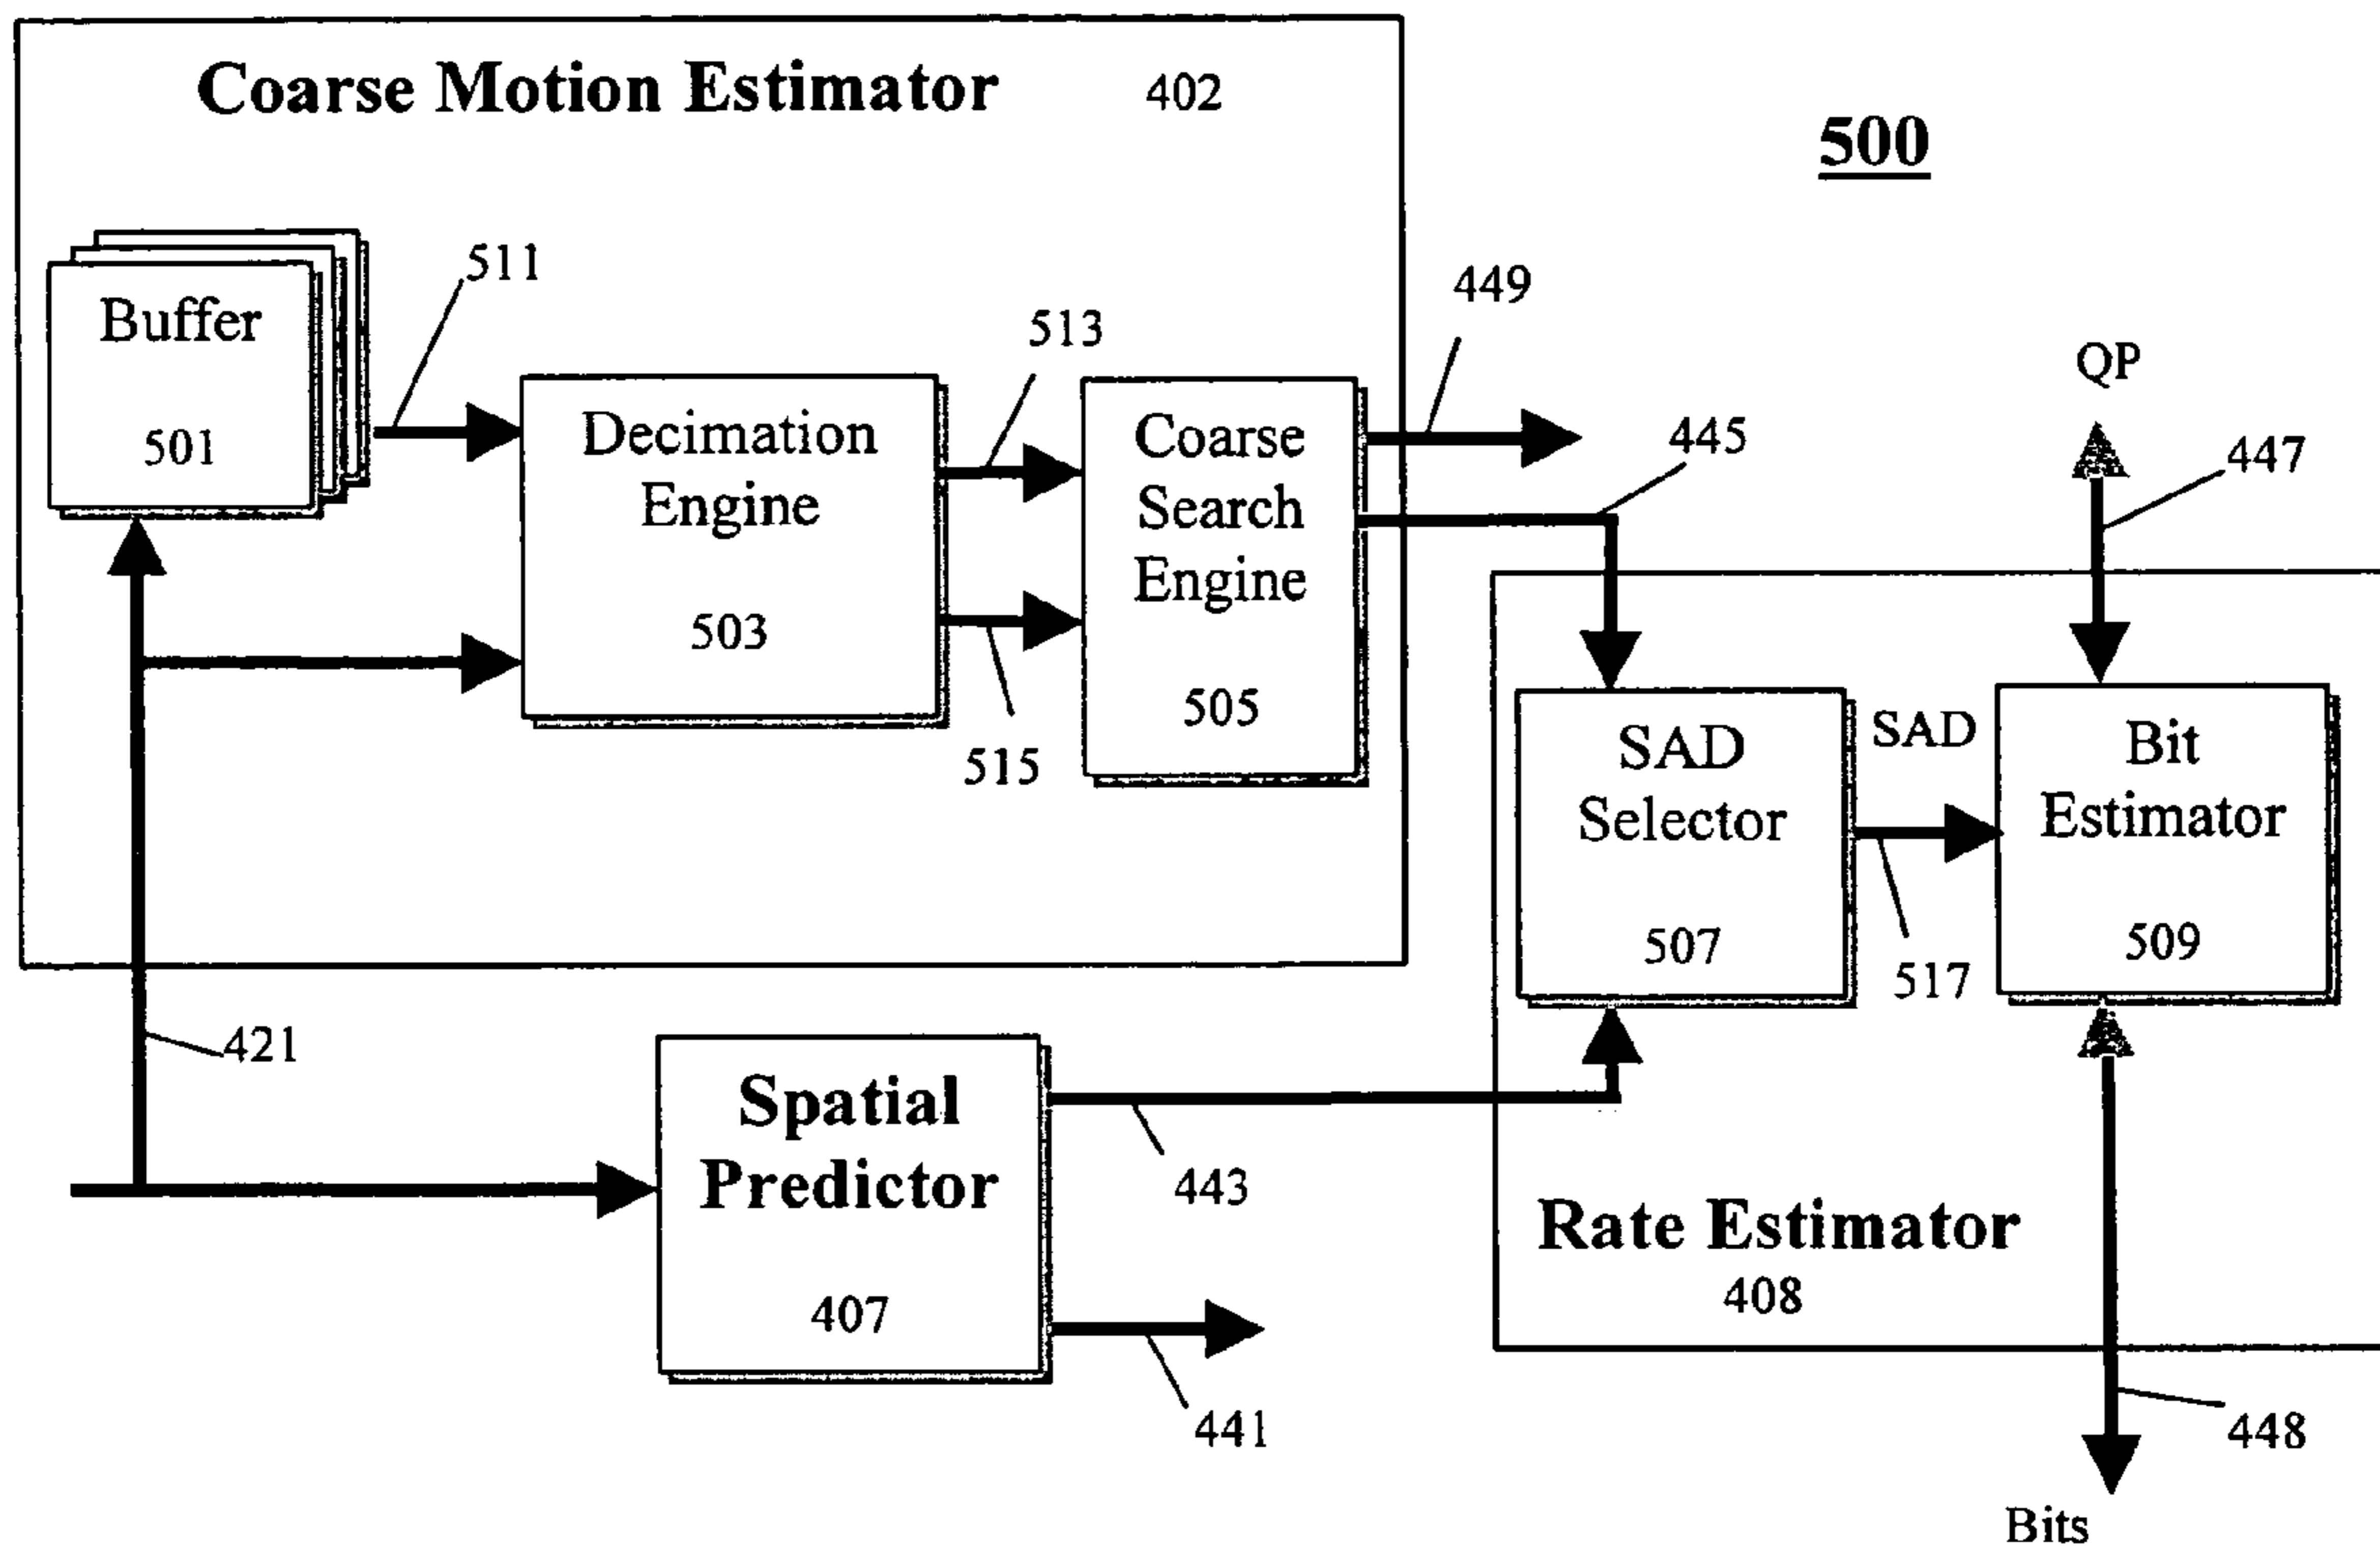 Coarse Motion Estimator 402
500
Buffer
501
511
Decimation
Engine
503
513
515
Coarse
Search
Engine
505
449
445
QP
447
SAD
Selector
507
SAD
517
Bit
Estimator
509
421
Spatial
Predictor
407
443
441
Rate Estimator
408
448
Bits